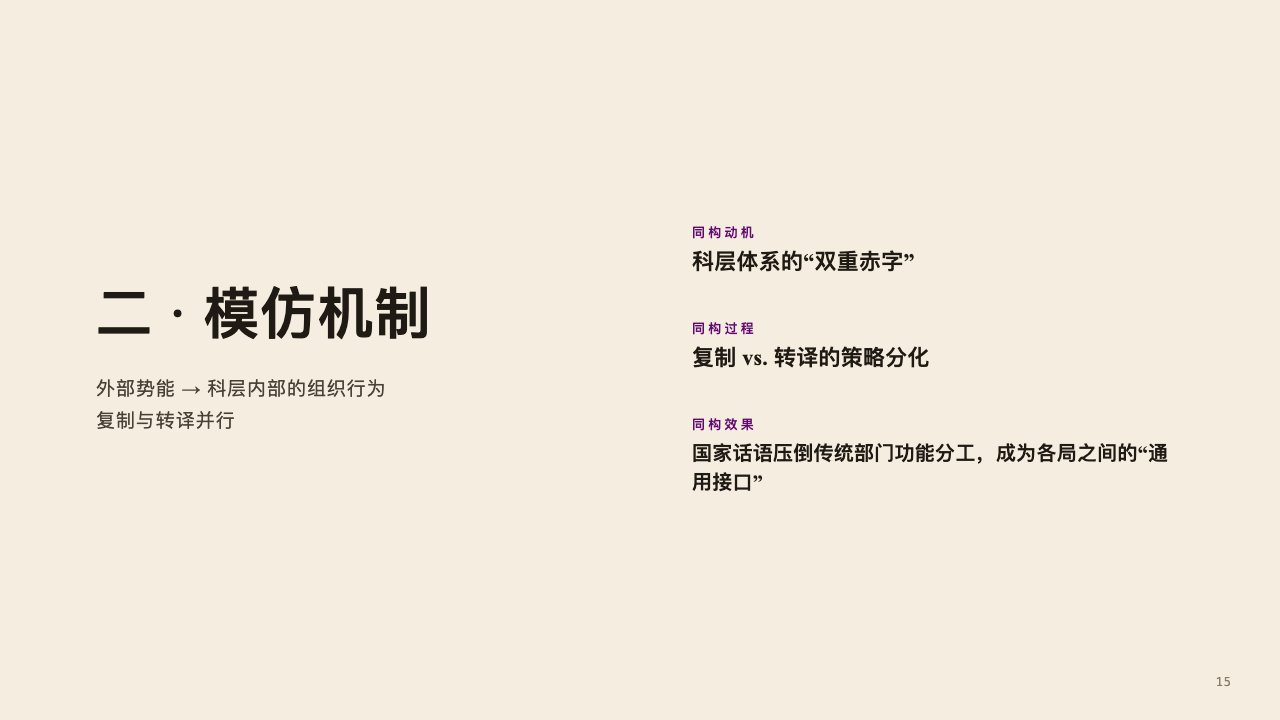 二 · 模仿机制
外部势能 → 科层内部的组织行为
复制与转译并行
同构动机
科层体系的“双重赤字”
同构过程
复制 vs. 转译的策略分化
同构效果
国家话语压倒传统部门功能分工，成为各局之间的“通
用接口”
15